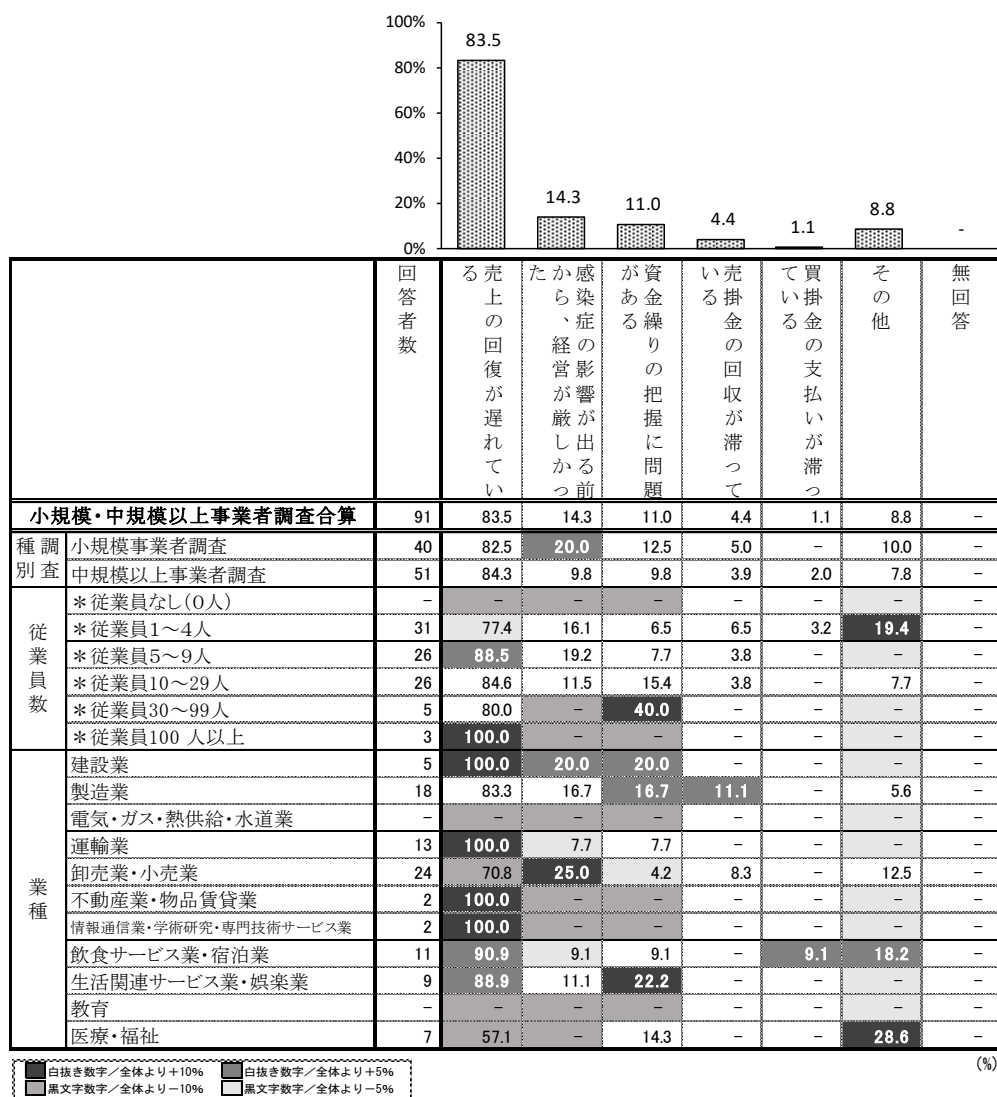 100%
80%
60%
40%
20%
0%
83.5
14.3
11.0
4.4
1.1
8.8
-
回答者数
売上の回復が遅れている
感染症の影響が出る前から、経営が厳しかった
資金繰りの把握に問題がある
売掛金の回収が滞っている
買掛金の支払いが滞っている
その他
無回答
小規模・中規模以上事業者調査合算 91 83.5 14.3 11.0 4.4 1.1 8.8 −
調査種別
小規模事業者調査 40 82.5 20.0 12.5 5.0 − 10.0 −
中規模以上事業者調査 51 84.3 9.8 9.8 3.9 2.0 7.8 −
従業員数
＊従業員なし(0人) − − − − − − − −
＊従業員1～4人 31 77.4 16.1 6.5 6.5 3.2 19.4 −
＊従業員5～9人 26 88.5 19.2 7.7 3.8 − − −
＊従業員10～29人 26 84.6 11.5 15.4 3.8 − 7.7 −
＊従業員30～99人 5 80.0 − 40.0 − − − −
＊従業員100 人以上 3 100.0 − − − − − −
業種
建設業 5 100.0 20.0 20.0 − − − −
製造業 18 83.3 16.7 16.7 11.1 − 5.6 −
電気・ガス・熱供給・水道業 − − − − − − − −
運輸業 13 100.0 7.7 7.7 − − − −
卸売業・小売業 24 70.8 25.0 4.2 8.3 − 12.5 −
不動産業・物品賃貸業 2 100.0 − − − − − −
情報通信業・学術研究・専門技術サービス業 2 100.0 − − − − − −
飲食サービス業・宿泊業 11 90.9 9.1 9.1 − 9.1 18.2 −
生活関連サービス業・娯楽業 9 88.9 11.1 22.2 − − − −
教育 − − − − − − − −
医療・福祉 7 57.1 − 14.3 − − 28.6 −
(%)
白抜き数字／全体より＋10% 白抜き数字／全体より＋5%
黒文字数字／全体より－10% 黒文字数字／全体より－5%